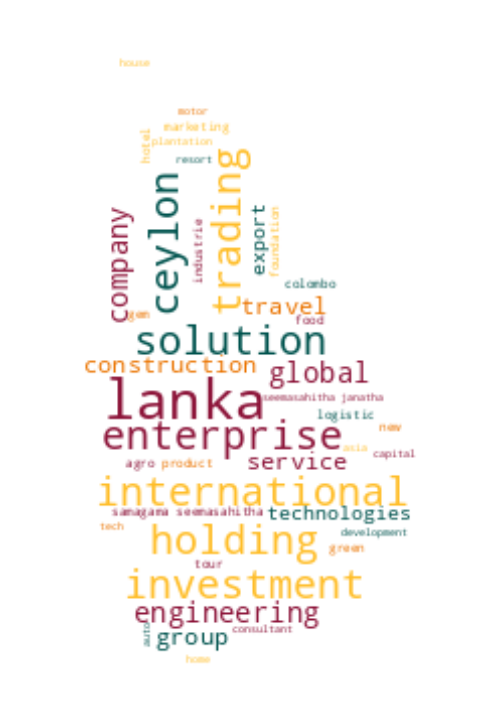 house
motor
marketing
hotel
plantation
resort
trading
ceylon
company
industrie
export
foundation
colombo
travel
gem
food
solution
construction
global
lanka
seemasahitha janatha
logistic
enterprise
new
asia
capital
agro
product
service
international
samagama seemasahitha
technologies
tech
holding
development
green
tour
investment
engineering
auto
group
consultant
home